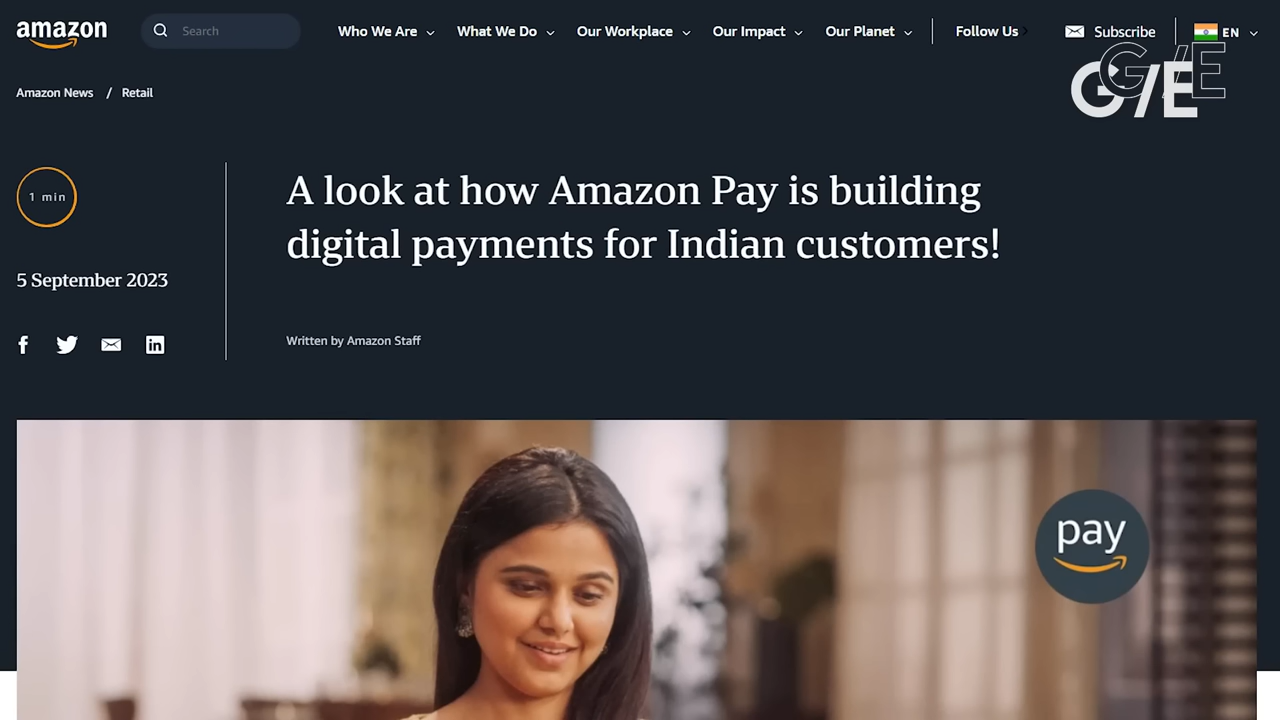 amazon
Search
Who We Are
What We Do
Our Workplace
Our Impact
Our Planet
Follow Us
Subscribe
EN
G/E
G/E
Amazon News / Retail
1 min
5 September 2023
A look at how Amazon Pay is building
digital payments for Indian customers!
Written by Amazon Staff
pay